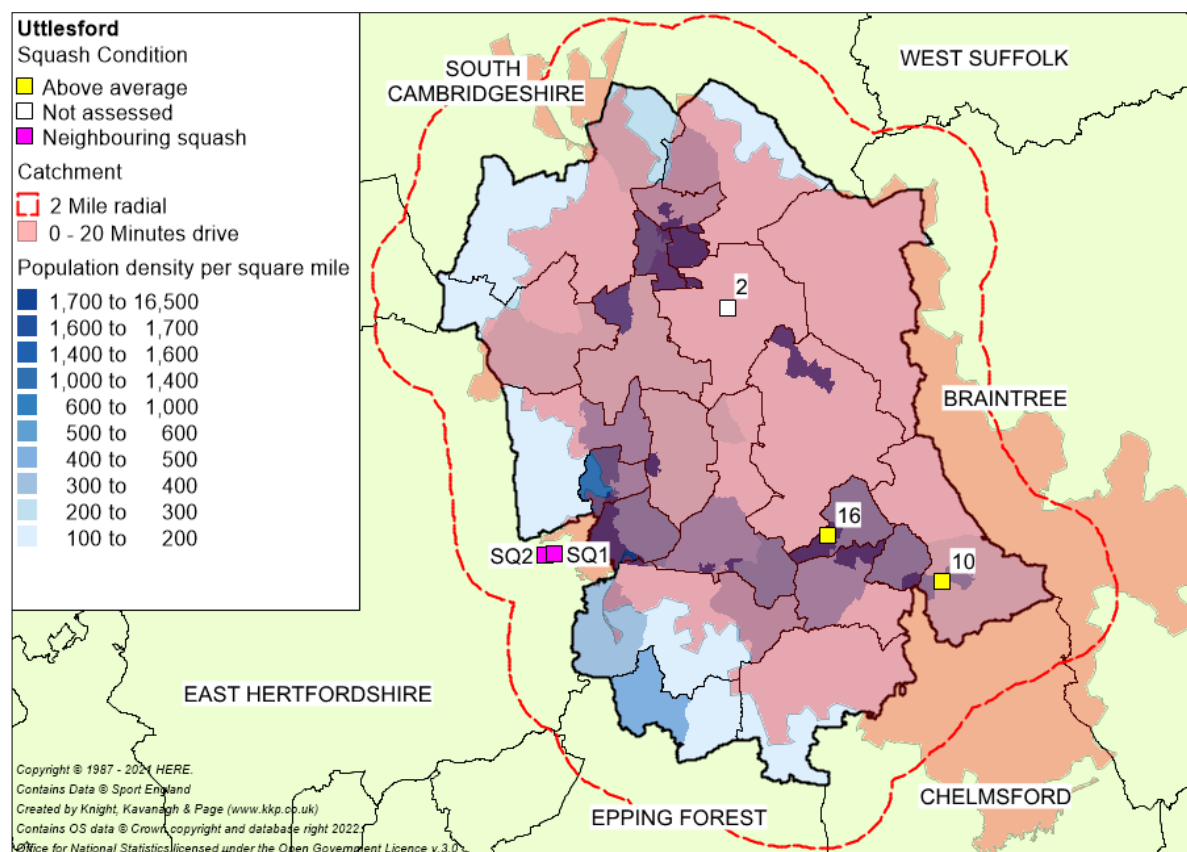 Uttlesford
Squash Condition
Above average
Not assessed
Neighbouring squash
Catchment
2 Mile radial
0 - 20 Minutes drive
Population density per square mile
1,700 to 16,500
1,600 to 1,700
1,400 to 1,600
1,000 to 1,400
600 to 1,000
500 to 600
400 to 500
300 to 400
200 to 300
100 to 200
WEST SUFFOLK
SOUTH
CAMBRIDGESHIRE
2
BRAINTREE
16
SQ2
SQ1
10
EAST HERTFORDSHIRE
CHELMSFORD
EPPING FOREST
Copyright © 1987 - 2021 HERE.
Contains Data © Sport England
Created by Knight, Kavanagh & Page (www.kkp.co.uk)
Contains OS data © Crown copyright and database right 2022.
Office for National Statistics licensed under the Open Government Licence v.3.0